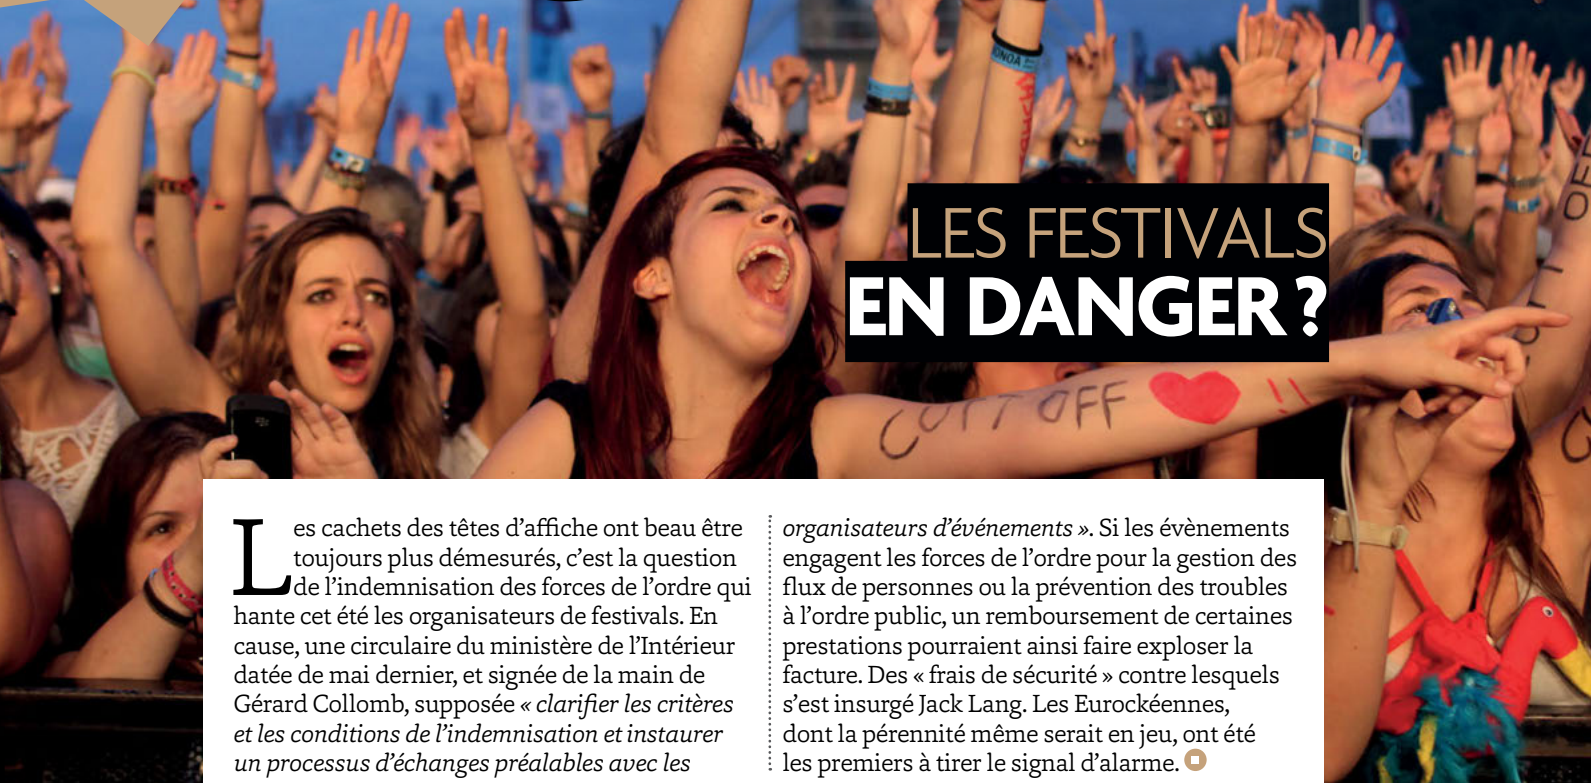 LES FESTIVALS
EN DANGER ?
COTT OFF
!!
Les cachets des têtes d’affiche ont beau être
toujours plus démesurés, c’est la question
de l’indemnisation des forces de l’ordre qui
hante cet été les organisateurs de festivals. En
cause, une circulaire du ministère de l’Intérieur
datée de mai dernier, et signée de la main de
Gérard Collomb, supposée « clarifier les critères
et les conditions de l’indemnisation et instaurer
un processus d’échanges préalables avec les
organisateurs d’événements ». Si les évènements
engagent les forces de l’ordre pour la gestion des
flux de personnes ou la prévention des troubles
à l’ordre public, un remboursement de certaines
prestations pourraient ainsi faire exploser la
facture. Des « frais de sécurité » contre lesquels
s’est insurgé Jack Lang. Les Eurockéennes,
dont la pérennité même serait en jeu, ont été
les premiers à tirer le signal d’alarme.